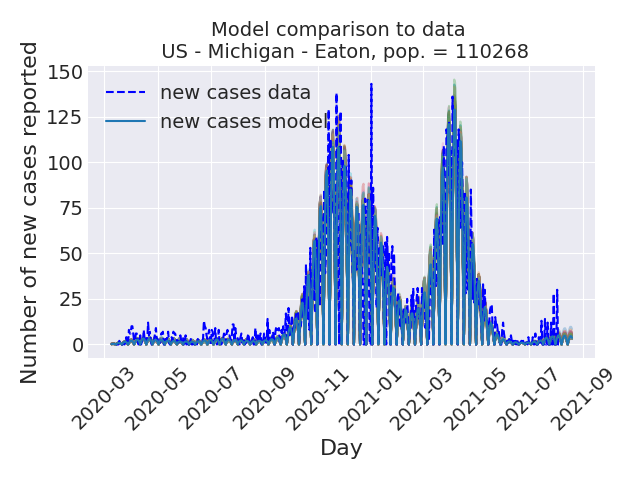 Model comparison to data
US - Michigan - Eaton, pop. = 110268
Number of new cases reported
150
125
100
75
50
25
0
new cases data
new cases model
2020-03
2020-05
2020-07
2020-09
2020-11
2021-01
2021-03
2021-05
2021-07
2021-09
Day